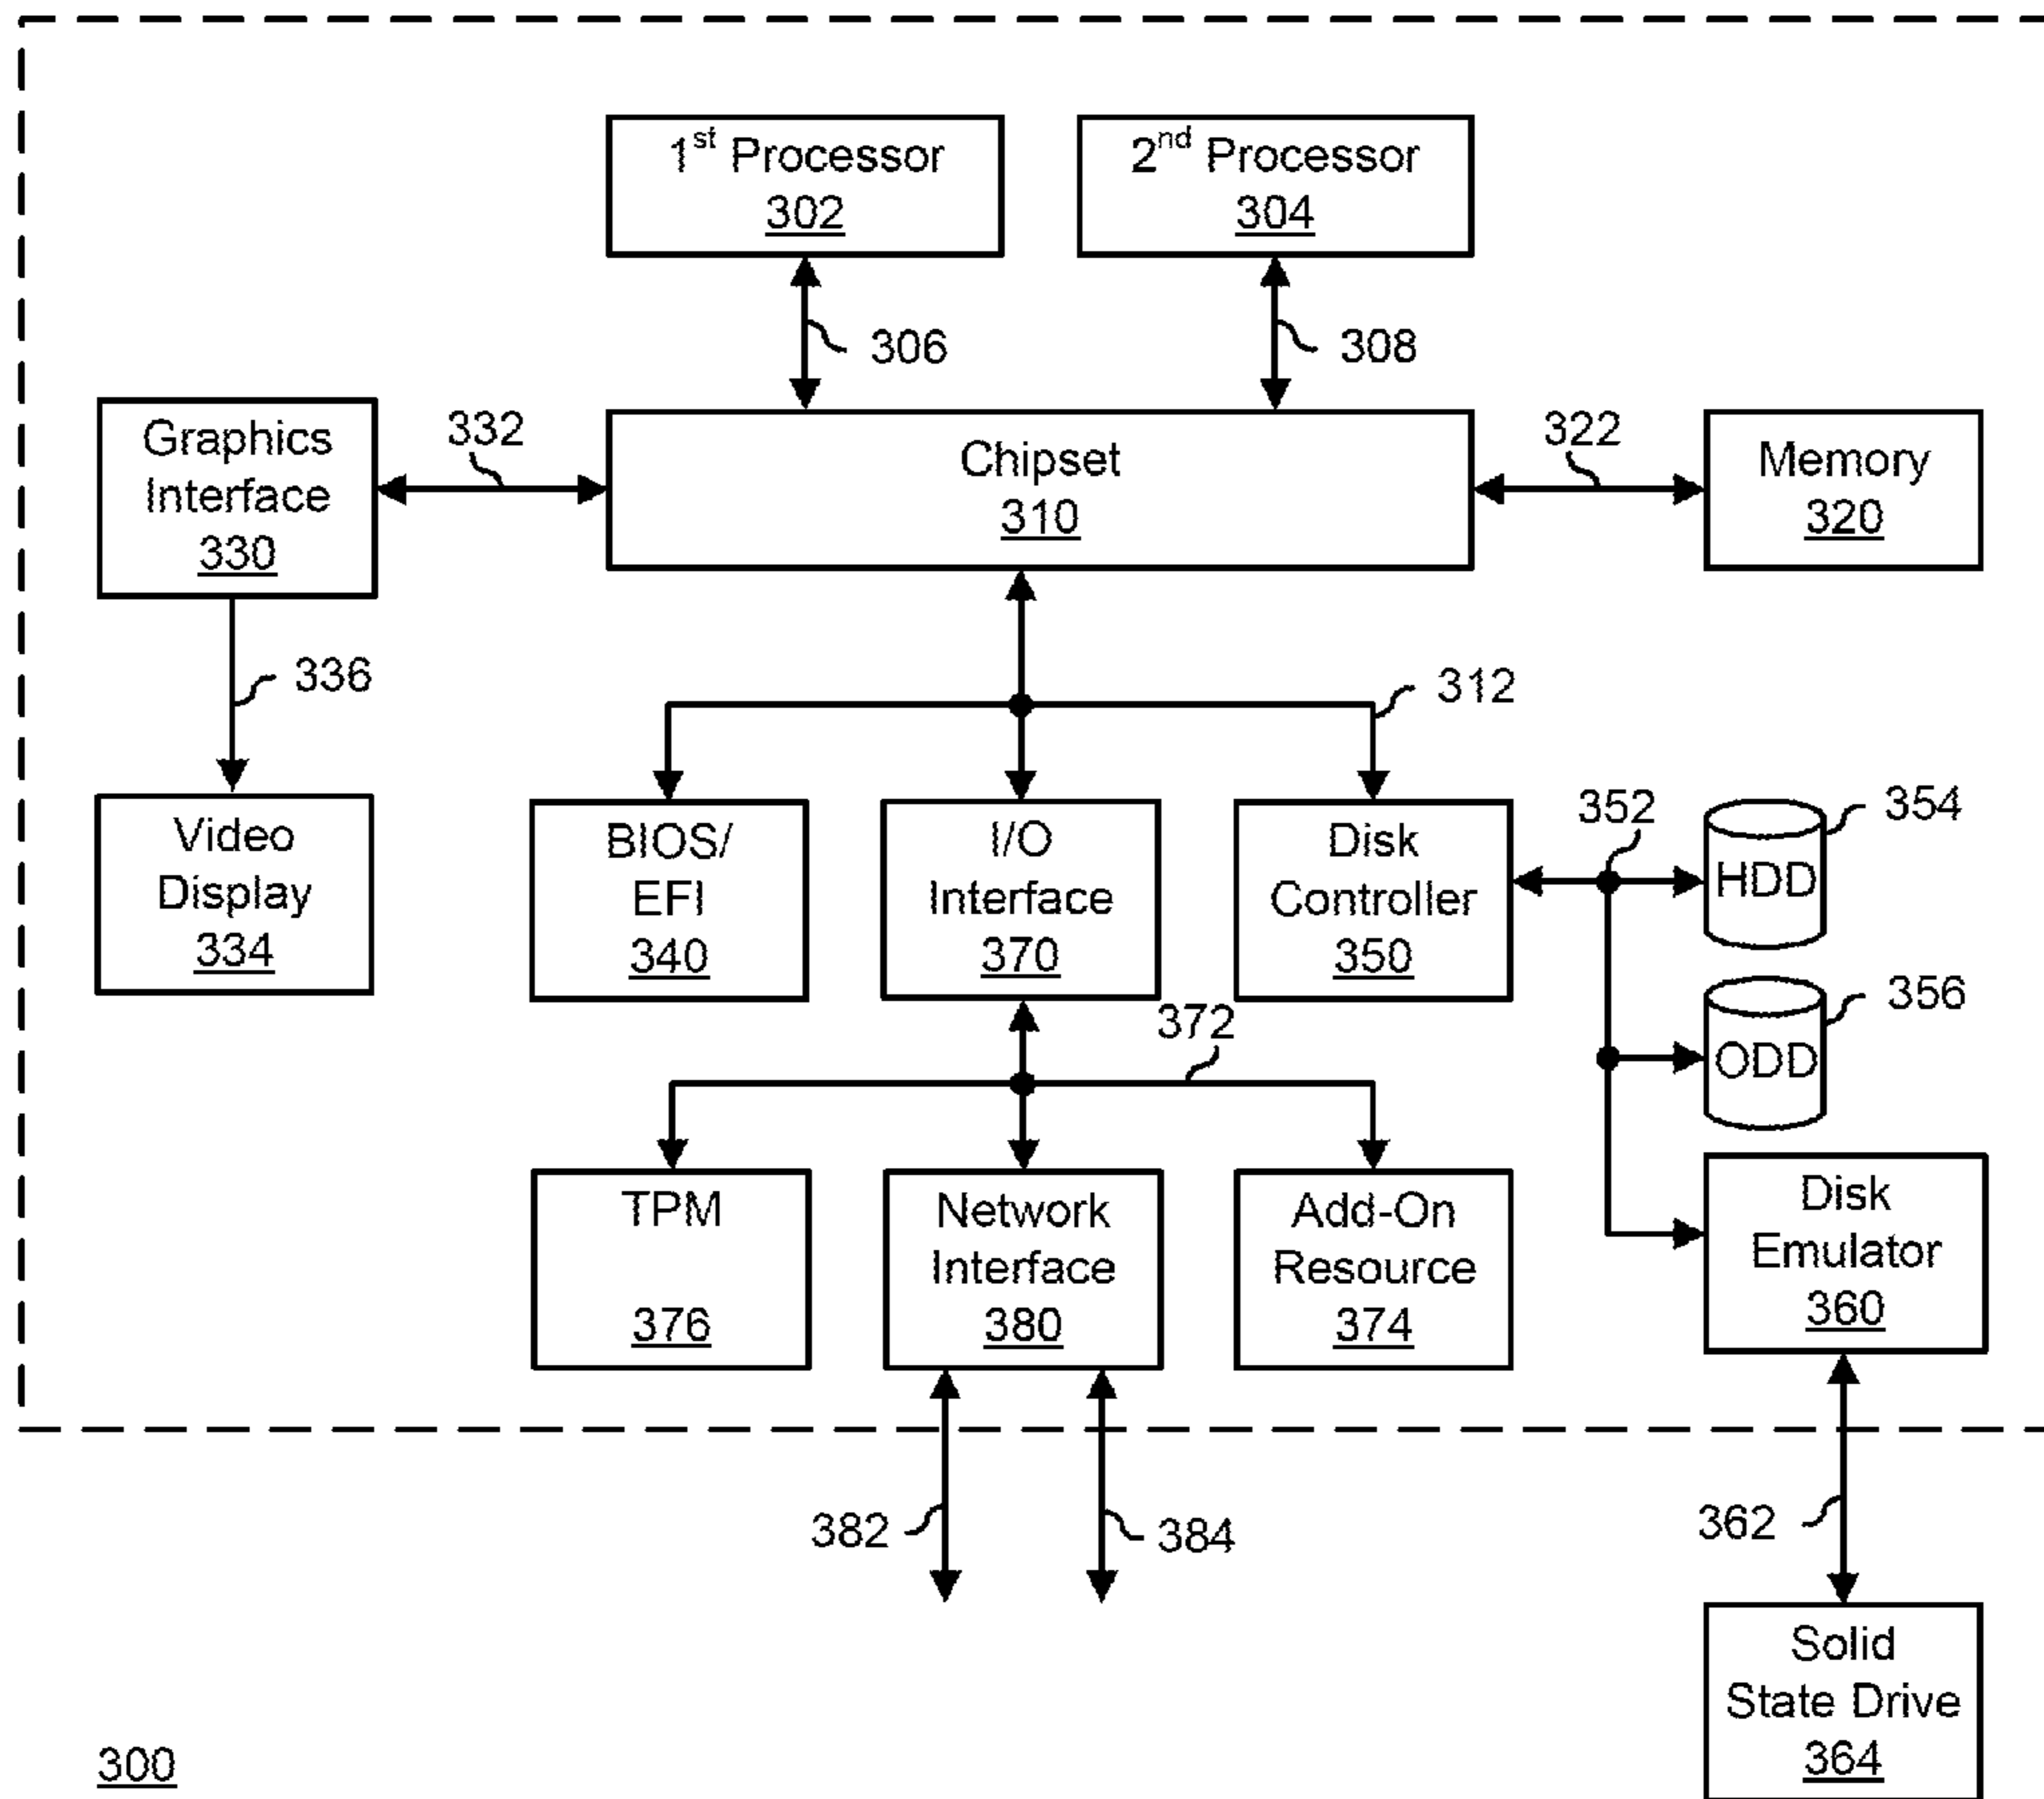 1st Processor
302
2nd Processor
304
306
308
Graphics
Interface
330
332
Chipset
310
322
Memory
320
336
312
Video
Display
334
BIOS/
EFI
340
I/O
Interface
370
Disk
Controller
350
352
354
HDD
356
ODD
372
TPM
376
Network
Interface
380
Add-On
Resource
374
Disk
Emulator
360
382
384
362
Solid
State Drive
364
300